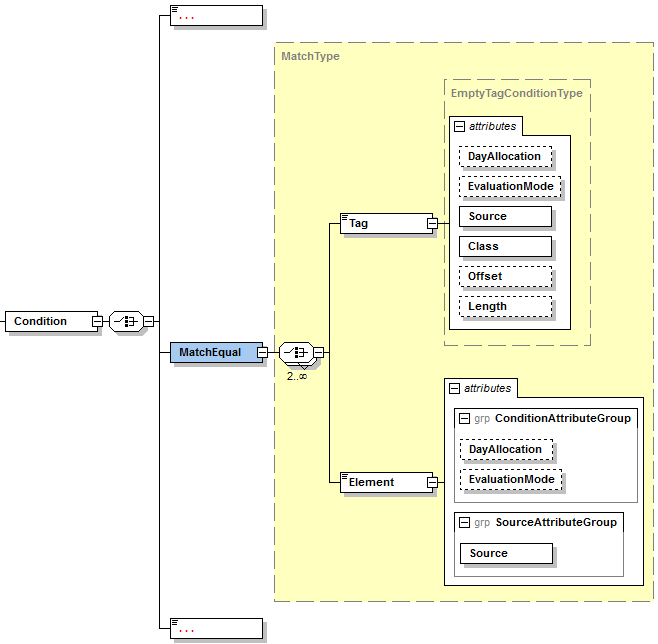 ...
MatchType
EmptyTagConditionType
attributes
DayAllocation
EvaluationMode
Source
Class
Offset
Length
Tag
Condition
MatchEqual
2..∞
attributes
grp ConditionAttributeGroup
DayAllocation
EvaluationMode
Element
grp SourceAttributeGroup
Source
...